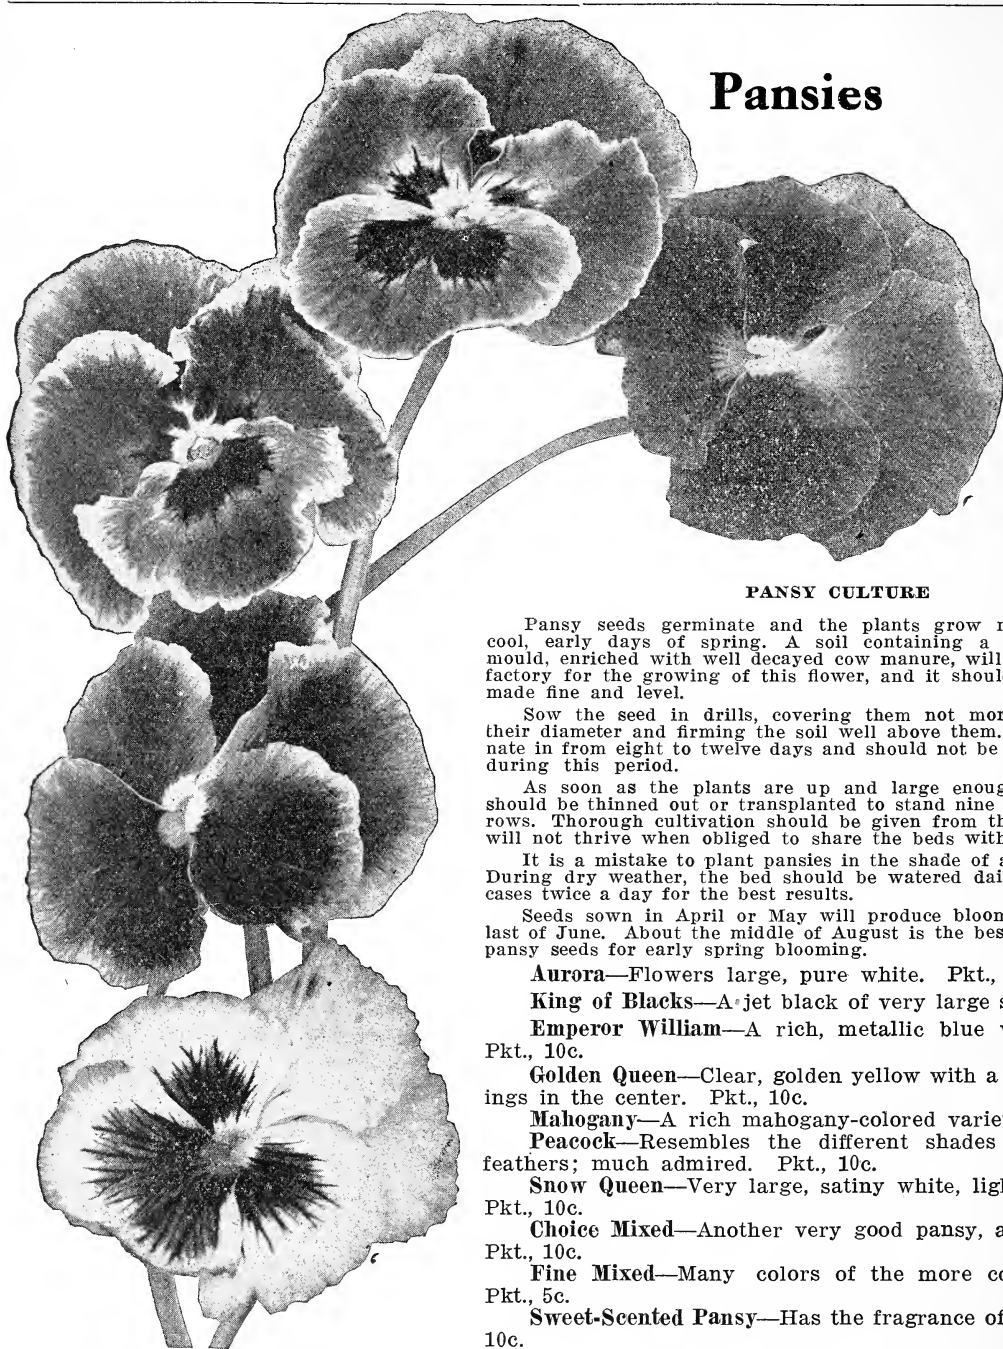 Pansies
PANSY CULTURE
Pansy seeds germinate and the plants grow
cool, early days of spring. A soil containing a
mould, enriched with well decayed cow manure, will
factory for the growing of this flower, and it shoul
made fine and level.
Sow the seed in drills, covering them not mor
their diameter and firming the soil well above them.
nate in from eight to twelve days and should not be
during this period.
As soon as the plants are up and large enoug
should be thinned out or transplanted to stand nine
rows. Thorough cultivation should be given from th
will not thrive when obliged to share the beds with
It is a mistake to plant pansies in the shade of a
During dry weather, the bed should be watered dai
cases twice a day for the best results.
Seeds sown in April or May will produce bloom
last of June. About the middle of August is the bes
pansy seeds for early spring blooming.
Aurora—Flowers large, pure white. Pkt.,
King of Blacks—A jet black of very large s
Emperor William—A rich, metallic blue
Pkt., 10c.
Golden Queen—Clear, golden yellow with a
ings in the center. Pkt., 10c.
Mahogany—A rich mahogany-colored varie
Peacock—Resembles the different shades
feathers; much admired. Pkt., 10c.
Snow Queen—Very large, satiny white, lig
Pkt., 10c.
Choice Mixed—Another very good pansy, a
Pkt., 10c.
Fine Mixed—Many colors of the more co
Pkt., 5c.
Sweet-Scented Pansy—Has the fragrance of
10c.